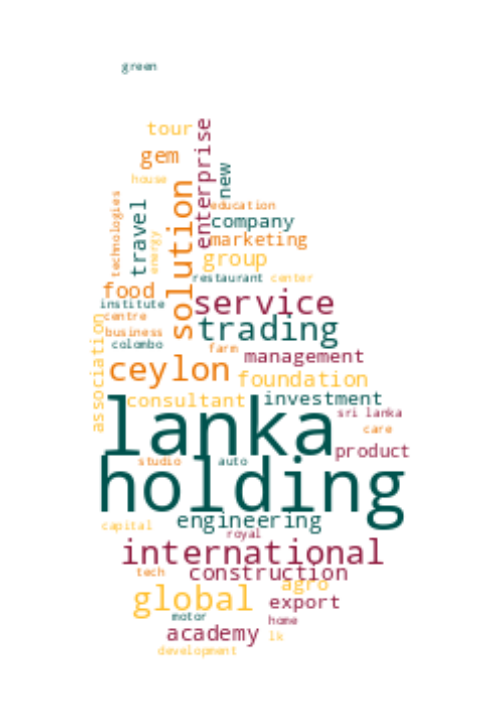 green
tour
enterprise
gem
new
house
solution
education
technologies
travel
company
energy
marketing
group
restaurant center
food
service
institute
trading
centre
association
business
colombo
farm
management
ceylon
foundation
consultant
investment
lanka
sri lanka
care
product
studio
auto
holding
engineering
capital
royal
international
tech
construction
agro
global
export
motor
home
academy
lk
development